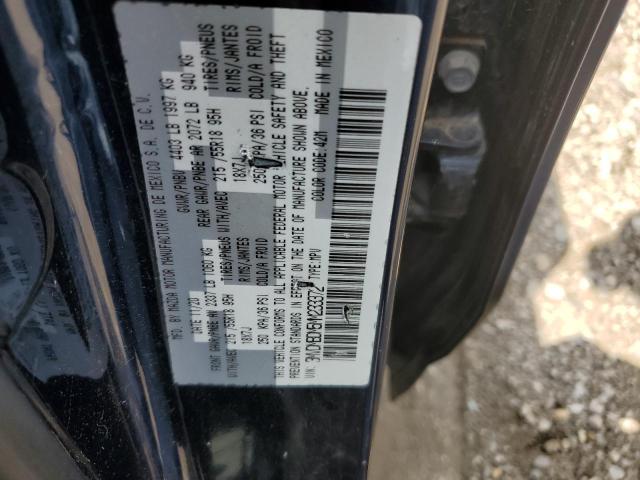 MFD. BY MAZDA MOTOR MANUFACTURING DE MEXICO S.A. DE C.V.
DATE 11/20 GVWR/PNBV 4403 LB 1997 KG
FRONT GAWR/PNBE AV 2337 LB 1060 KG REAR GAWR/PNBE AR 2072 LB 940 KG
WITH/AVEC 215/55R18 95H TIRES/PNEUS WITH/AVEC 215/55R18 95H TIRES/PNEUS
18X7J RIMS/JANTES 18X7J RIMS/JANTES
250 KPA/36 PSI COLD/A FROID 250 KPA/36 PSI COLD/A FROID
THIS VEHICLE CONFORMS TO ALL APPLICABLE FEDERAL MOTOR VEHICLE SAFETY AND THEFT
PREVENTION STANDARDS IN EFFECT ON THE DATE OF MANUFACTURE SHOWN ABOVE.
TYPE: MPV COLOR CODE: 42M MADE IN MEXICO
VIN: